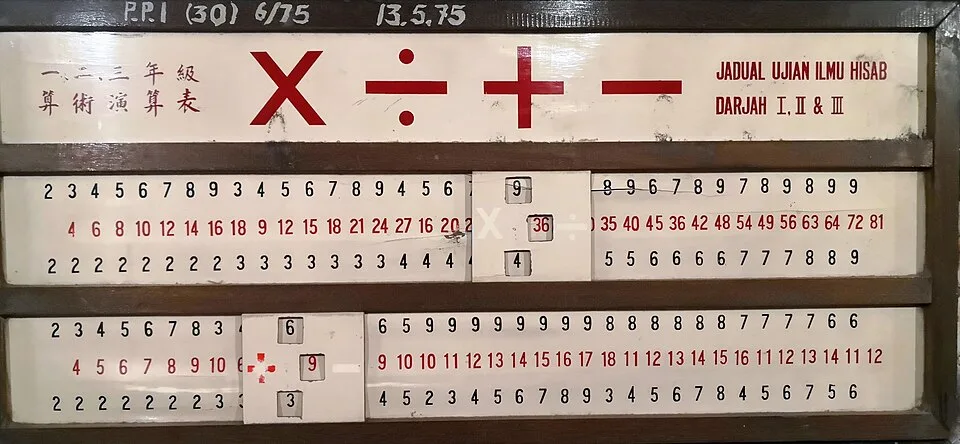 P.P.1 (30) 6/75 13.5.75
一、二、三年級
算術演算表
X ÷ + −
JADUAL UJIAN ILMU HISAB
DARJAH I, II & III
2 3 4 5 6 7 8 9 3 4 5 6 7 8 9 4 5 6 9 8 9 6 7 8 9 7 8 9 8 9 9
4 6 8 10 12 14 16 18 9 12 15 18 21 24 27 16 20 X 36 ÷ 35 40 45 36 42 48 54 49 56 63 64 72 81
2 2 2 2 2 2 2 2 3 3 3 3 3 3 3 4 4 4 4 5 5 6 6 6 6 7 7 7 8 8 9
2 3 4 5 6 7 8 3 6 6 5 9 9 9 9 9 9 9 9 8 8 8 8 8 8 7 7 7 7 6 6
4 5 6 7 8 9 10 + 9 − 9 10 10 11 12 13 14 15 16 17 18 11 12 13 14 15 16 11 12 13 14 11 12
2 2 2 2 2 2 2 3 3 4 5 2 3 4 5 6 7 8 9 3 4 5 6 7 4 5 6 7 5 6